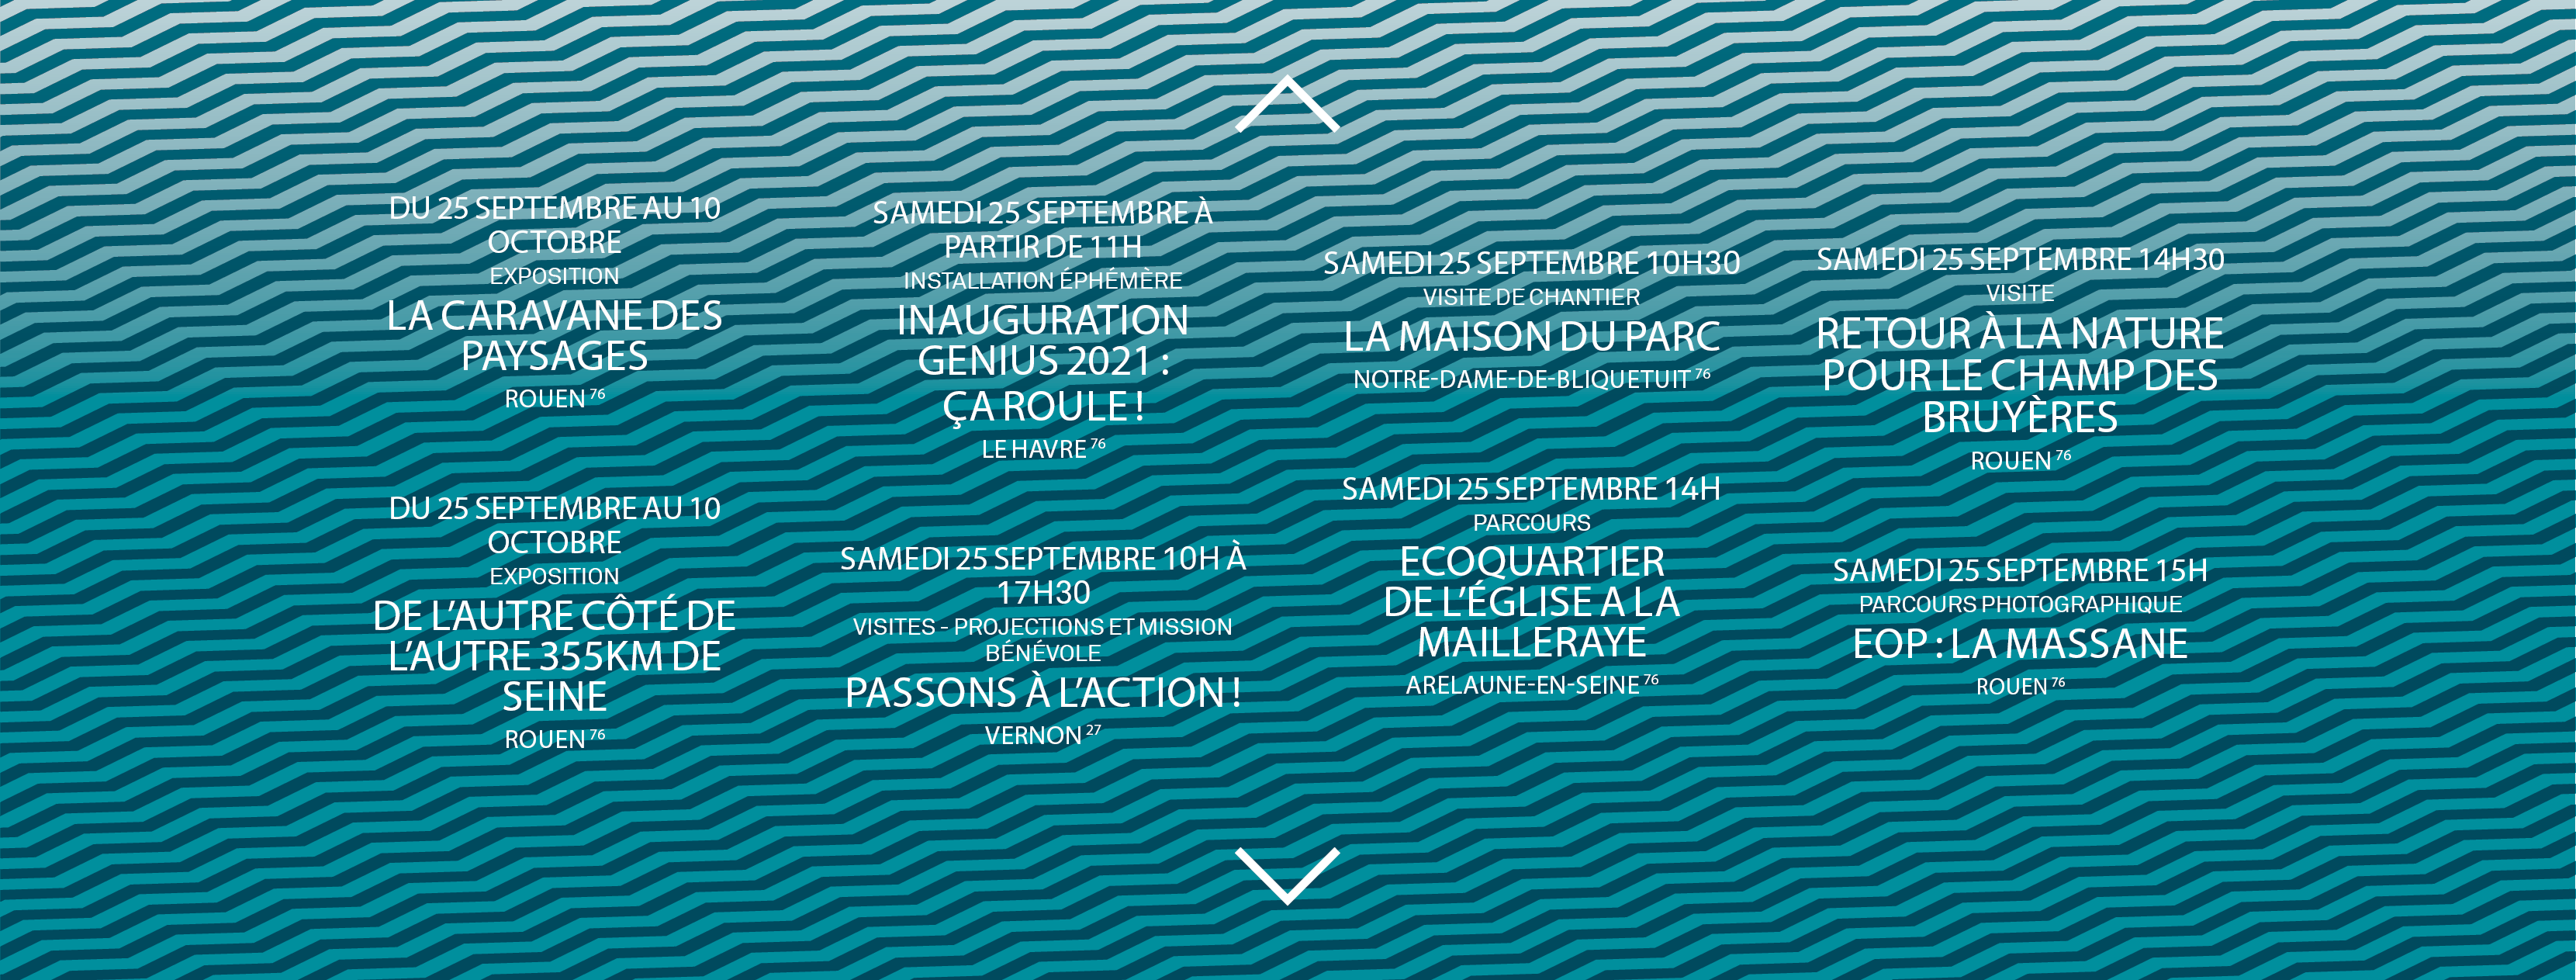 DU 25 SEPTEMBRE AU 10
OCTOBRE
EXPOSITION
LA CARAVANE DES
PAYSAGES
ROUEN 76
DU 25 SEPTEMBRE AU 10
OCTOBRE
EXPOSITION
DE L’AUTRE CÔTÉ DE
L’AUTRE 355KM DE
SEINE
ROUEN 76
SAMEDI 25 SEPTEMBRE À
PARTIR DE 11H
INSTALLATION ÉPHÉMÈRE
INAUGURATION
GENIUS 2021 :
ÇA ROULE !
LE HAVRE 76
SAMEDI 25 SEPTEMBRE 10H À
17H30
VISITES - PROJECTIONS ET MISSION
BÉNÉVOLE
PASSONS À L’ACTION !
VERNON 27
SAMEDI 25 SEPTEMBRE 10H30
VISITE DE CHANTIER
LA MAISON DU PARC
NOTRE-DAME-DE-BLIQUETUIT 76
SAMEDI 25 SEPTEMBRE 14H
PARCOURS
ECOQUARTIER
DE L’ÉGLISE A LA
MAILLERAYE
ARELAUNE-EN-SEINE 76
SAMEDI 25 SEPTEMBRE 14H30
VISITE
RETOUR À LA NATURE
POUR LE CHAMP DES
BRUYÈRES
ROUEN 76
SAMEDI 25 SEPTEMBRE 15H
PARCOURS PHOTOGRAPHIQUE
EOP : LA MASSANE
ROUEN 76